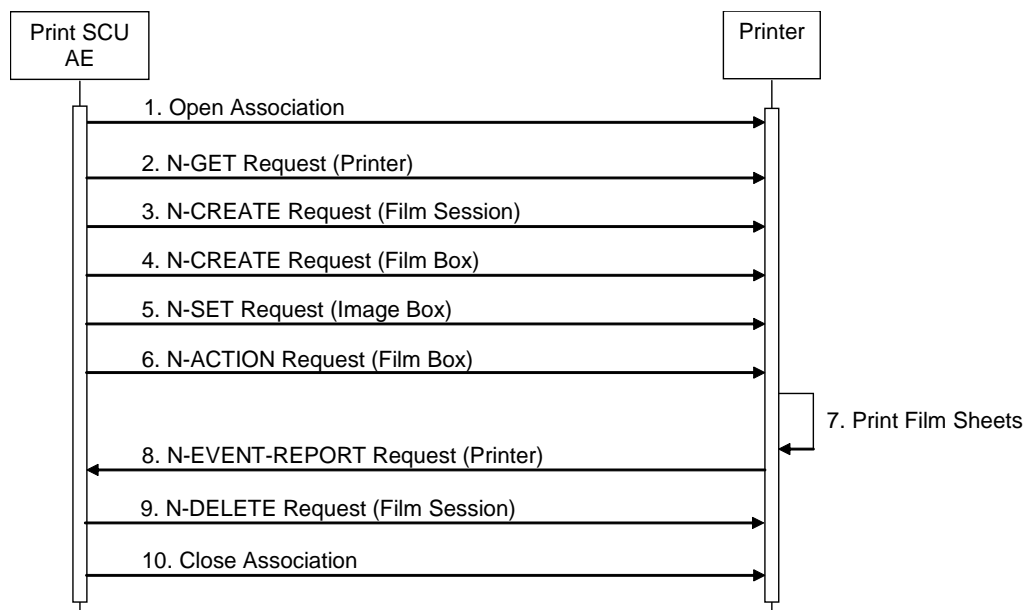 Print SCU
AE
Printer
1. Open Association
2. N-GET Request (Printer)
3. N-CREATE Request (Film Session)
4. N-CREATE Request (Film Box)
5. N-SET Request (Image Box)
6. N-ACTION Request (Film Box)
7. Print Film Sheets
8. N-EVENT-REPORT Request (Printer)
9. N-DELETE Request (Film Session)
10. Close Association